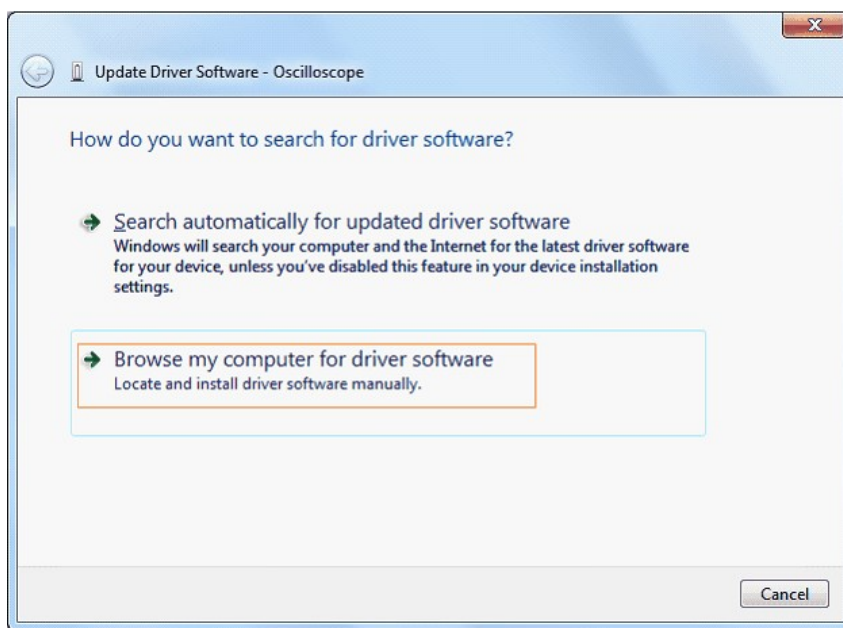 Update Driver Software - Oscilloscope
How do you want to search for driver software?
Search automatically for updated driver software
Windows will search your computer and the Internet for the latest driver software
for your device, unless you've disabled this feature in your device installation
settings.
Browse my computer for driver software
Locate and install driver software manually.
Cancel